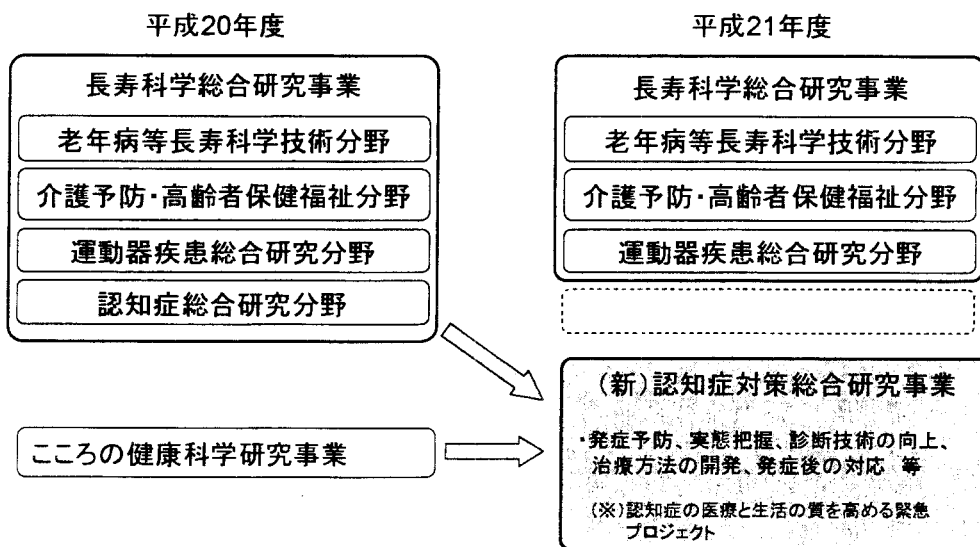 平成20年度
長寿科学総合研究事業
老年病等長寿科学技術分野
介護予防・高齢者保健福祉分野
運動器疾患総合研究分野
認知症総合研究分野
こころの健康科学研究事業
平成21年度
長寿科学総合研究事業
老年病等長寿科学技術分野
介護予防・高齢者保健福祉分野
運動器疾患総合研究分野
(新)認知症対策総合研究事業
・発症予防、実態把握、診断技術の向上、
治療方法の開発、発症後の対応 等
(※)認知症の医療と生活の質を高める緊急
プロジェクト